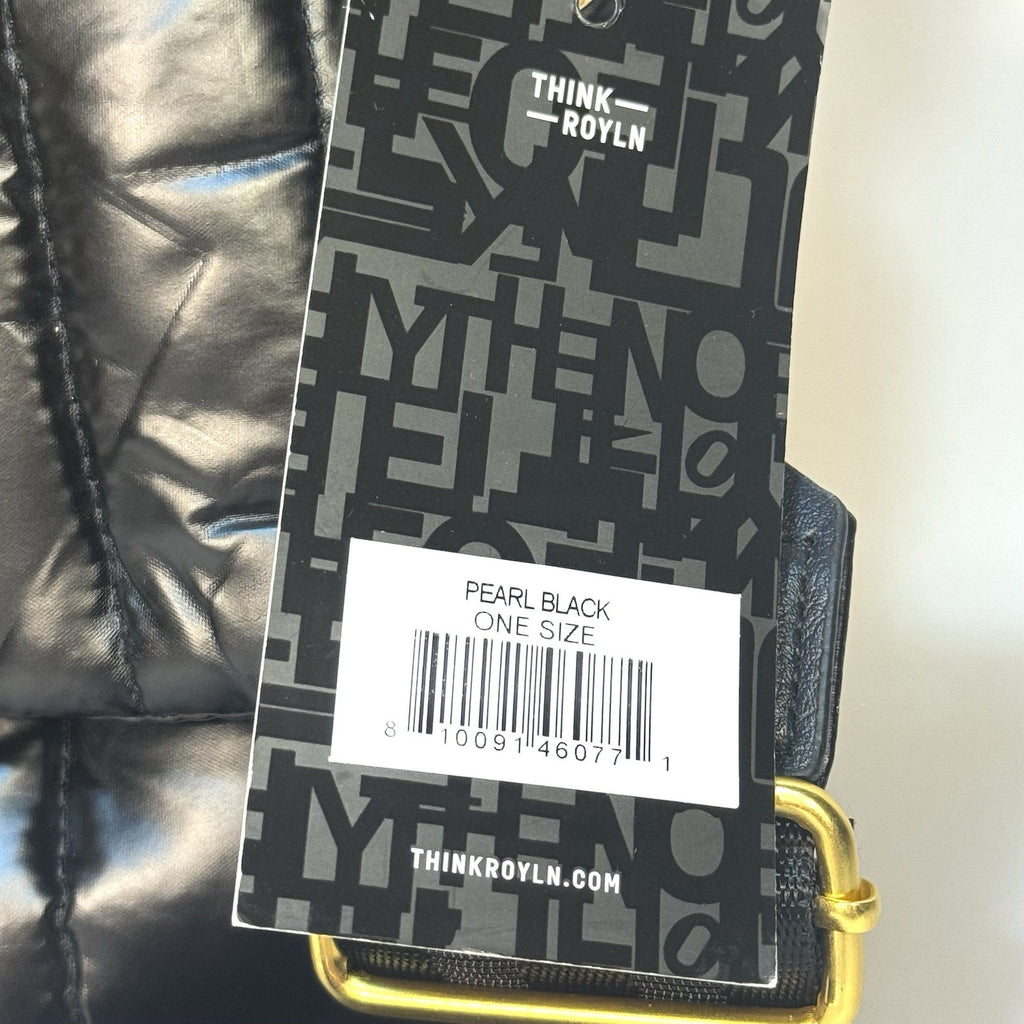 THINK—
—ROYLN
PEARL BLACK
ONE SIZE
8 10091 46077 1
THINKROYLN.COM